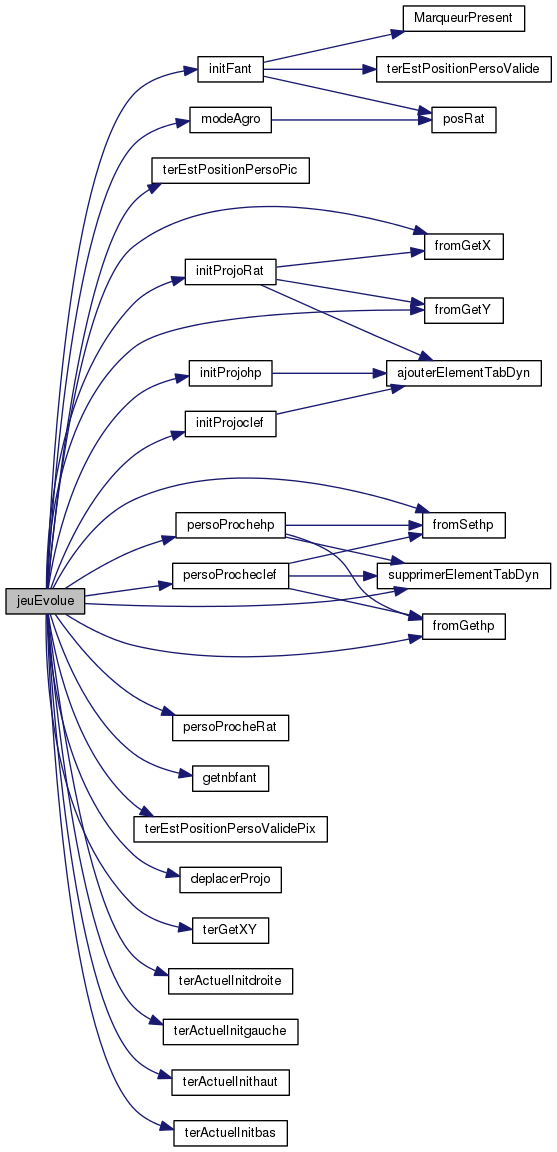 MarqueurPresent
initFant
terEstPositionPersoValide
modeAgro
posRat
terEstPositionPersoPic
fromGetX
initProjoRat
fromGetY
initProjohp
ajouterElementTabDyn
initProjoclef
persoProchehp
fromSethp
persoProcheclef
supprimerElementTabDyn
jeuEvolue
fromGethp
persoProcheRat
getnbfant
terEstPositionPersoValidePix
deplacerProjo
terGetXY
terActuelInitdroite
terActuelInitgauche
terActuelInithaut
terActuelInitbas